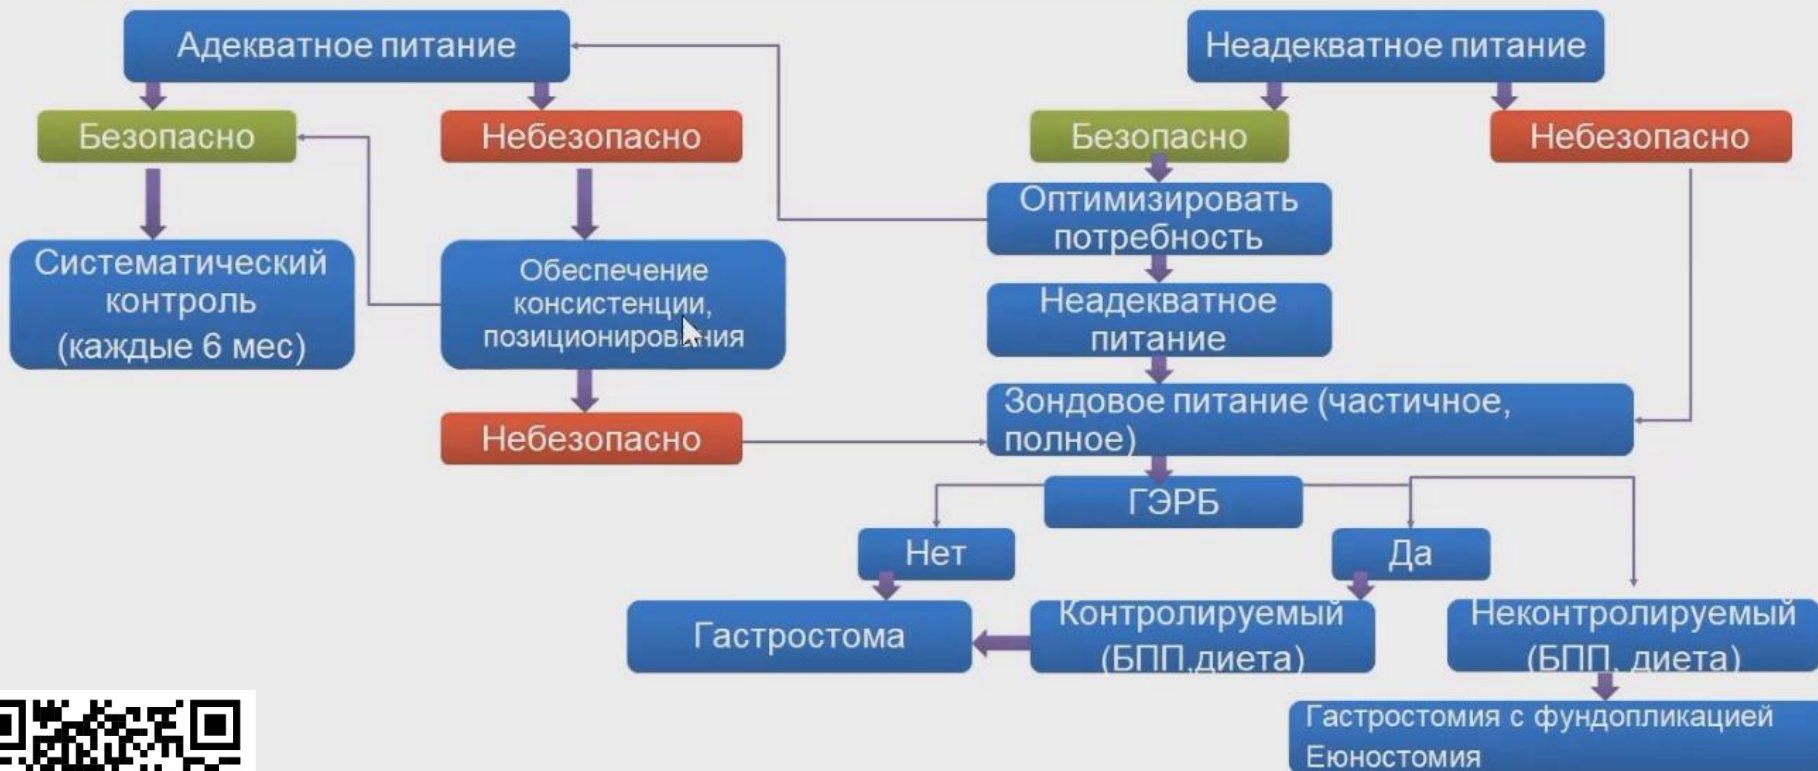 Адекватное питание
Неадекватное питание
Безопасно
Небезопасно
Безопасно
Небезопасно
Оптимизировать
потребность
Систематический
контроль
(каждые 6 мес)
Обеспечение
консистенции,
позиционирования
Неадекватное
питание
Небезопасно
Зондовое питание (частичное,
полное)
ГЭРБ
Нет
Да
Гастростома
Контролируемый
(БПП,диета)
Неконтролируемый
(БПП, диета)
Гастростомия с фундопликацией
Еюностомия